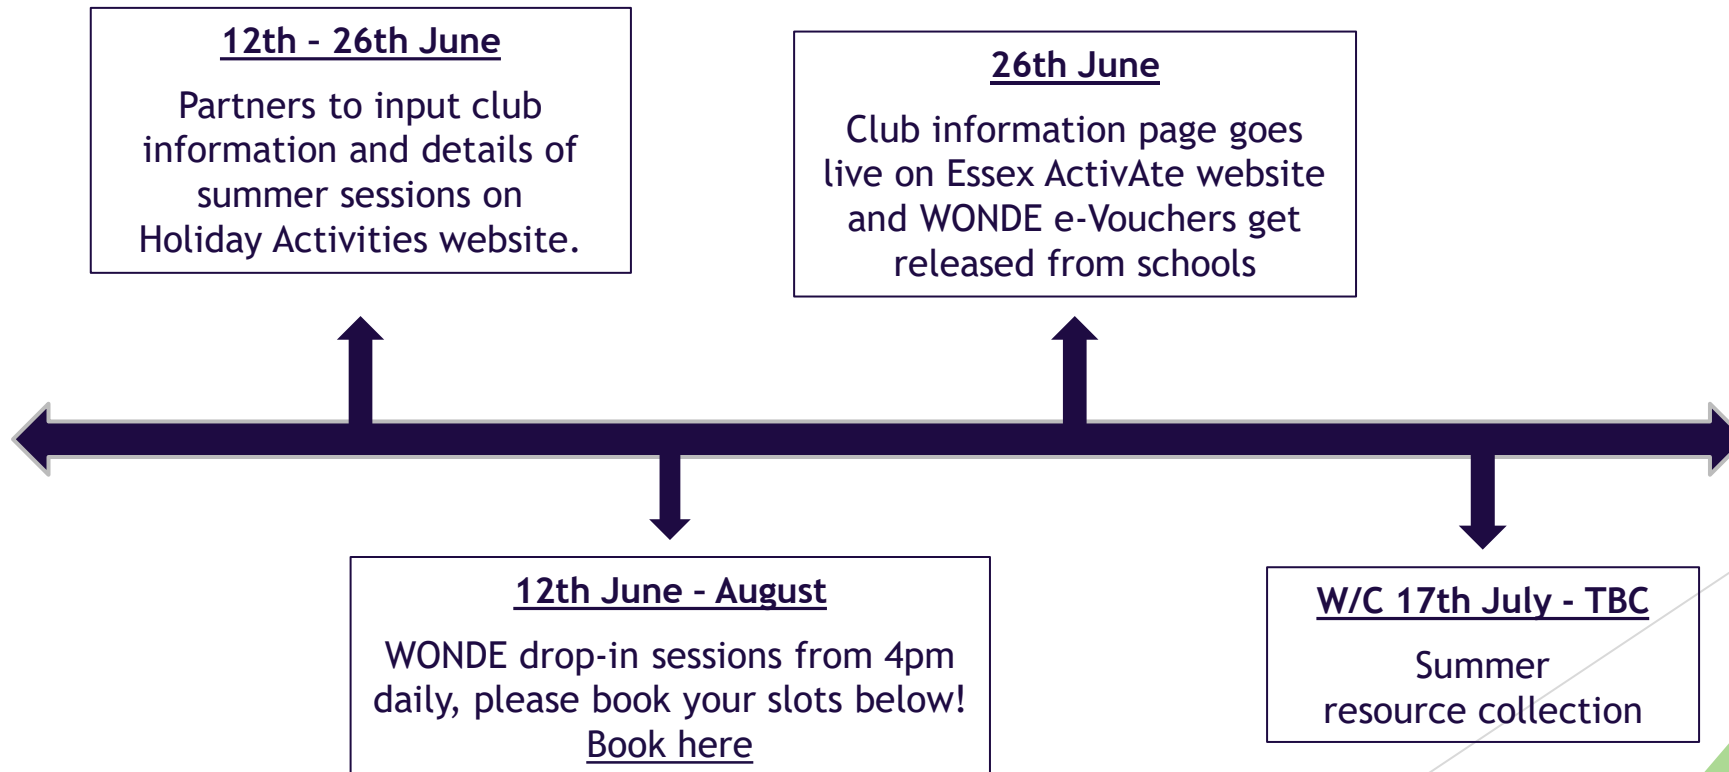 12th – 26th June
Partners to input club
information and details of
summer sessions on
Holiday Activities website.
26th June
Club information page goes
live on Essex ActivAte website
and WONDE e-Vouchers get
released from schools
12th June – August
WONDE drop-in sessions from 4pm
daily, please book your slots below!
Book here
W/C 17th July - TBC
Summer
resource collection